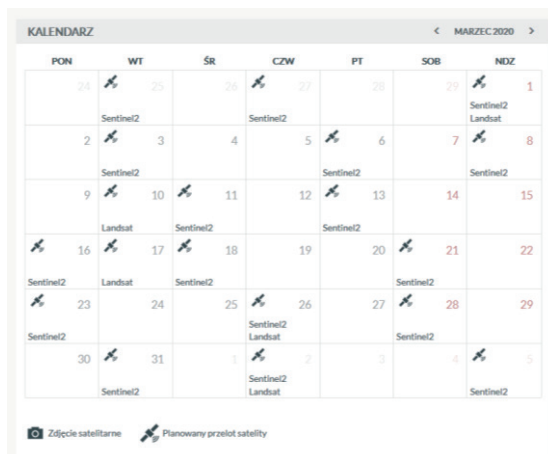 KALENDARZ < MARZEC 2020 >
PON WT ŚR CZW PT SOB NDZ
24 25 26 27 28 29 1
Sentinel2 Sentinel2 Sentinel2
Landsat
2 3 4 5 6 7 8
Sentinel2 Sentinel2 Sentinel2
9 10 11 12 13 14 15
Landsat Sentinel2 Sentinel2
16 17 18 19 20 21 22
Sentinel2 Landsat Sentinel2 Sentinel2
23 24 25 26 27 28 29
Sentinel2 Sentinel2 Sentinel2
Landsat
30 31 1 2 3 4 5
Sentinel2 Sentinel2 Sentinel2
Landsat
Zdjęcie satelitarne Planowany przelot satelity